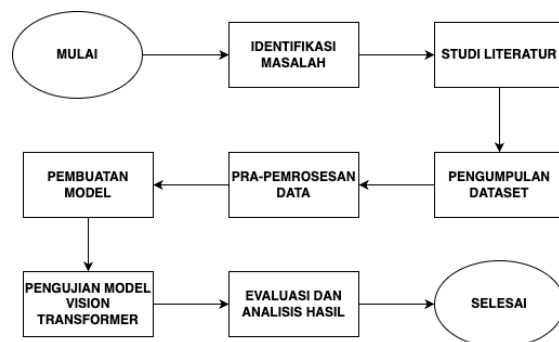 MULAI
IDENTIFIKASI
MASALAH
STUDI LITERATUR
PENGUMPULAN
DATASET
PRA-PEMROSESAN
DATA
PEMBUATAN
MODEL
PENGUJIAN MODEL
VISION
TRANSFORMER
EVALUASI DAN
ANALISIS HASIL
SELESAI